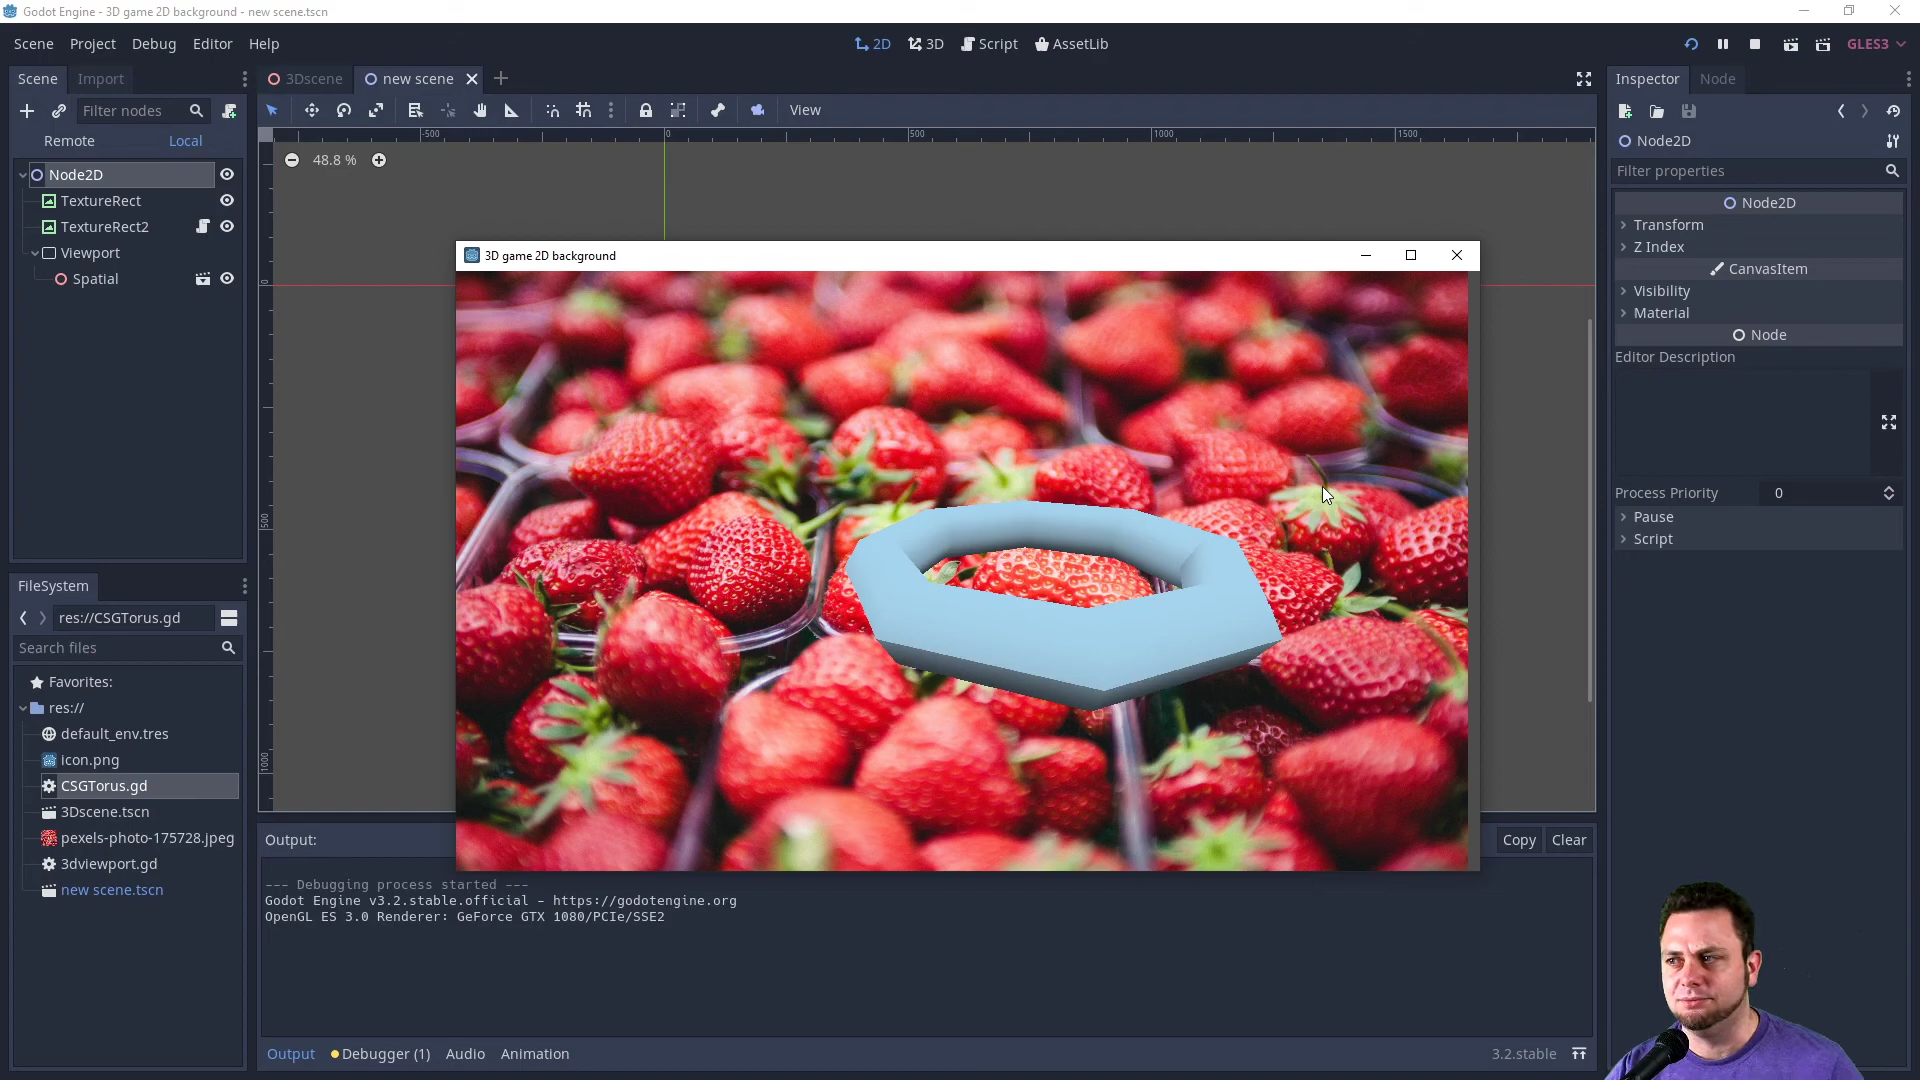 Godot Engine - 3D game 2D background - new scene.tscn
Scene Project Debug Editor Help
2D 3D Script AssetLib
GLES3
Scene Import
3Dscene new scene
Inspector Node
Filter nodes
View
Remote Local
Node2D
Filter properties
48.8 %
-500 0 500 1000 1500
0
500
1000
Node2D
TextureRect
TextureRect2
Viewport
Spatial
3D game 2D background
Node2D
Transform
Z Index
CanvasItem
Visibility
Material
Node
Editor Description
Process Priority 0
Pause
Script
FileSystem
res://CSGTorus.gd
Search files
Favorites:
res://
default_env.tres
icon.png
CSGTorus.gd
3Dscene.tscn
pexels-photo-175728.jpeg
3dviewport.gd
new scene.tscn
Output:
Copy Clear
--- Debugging process started ---
Godot Engine v3.2.stable.official - https://godotengine.org
OpenGL ES 3.0 Renderer: GeForce GTX 1080/PCIe/SSE2
Output Debugger (1) Audio Animation
3.2.stable